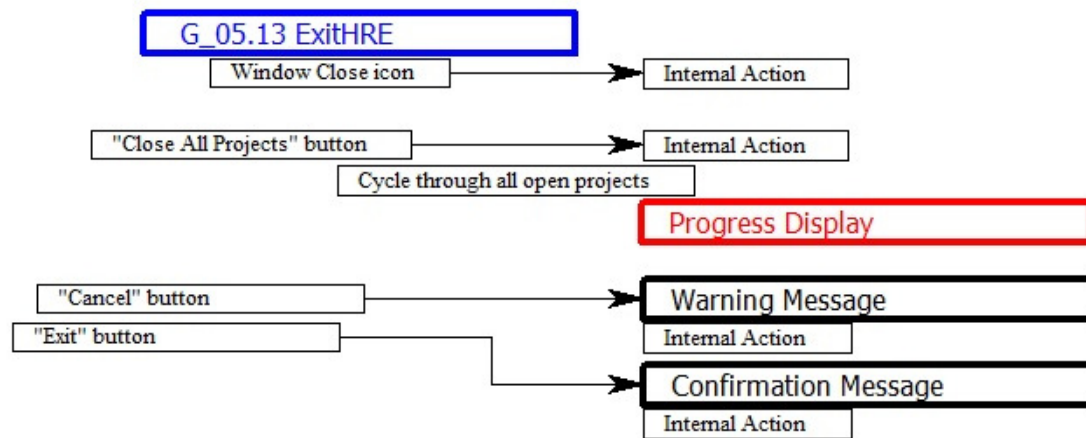 G_05.13 ExitHRE
Window Close icon
Internal Action
"Close All Projects" button
Internal Action
Cycle through all open projects
Progress Display
"Cancel" button
Warning Message
"Exit" button
Internal Action
Confirmation Message
Internal Action